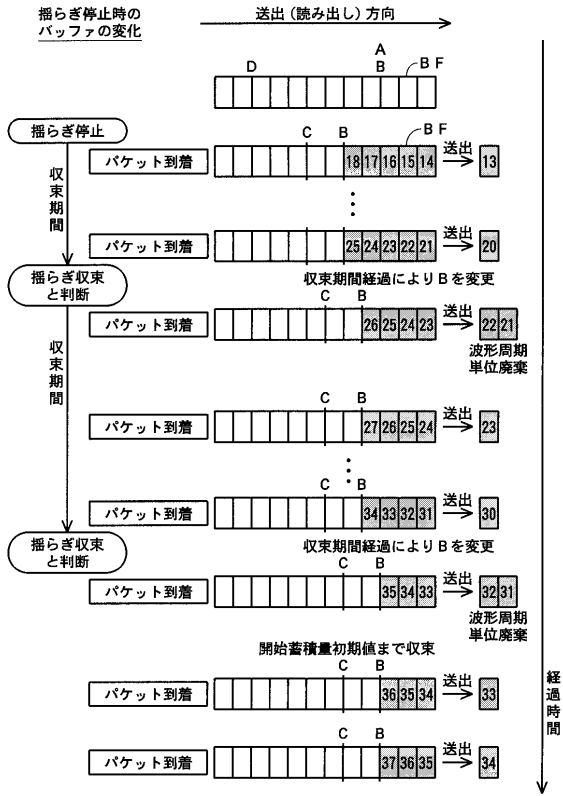 揺らぎ停止時の
バッファの変化
送出(読み出し)方向
A
D B B F
揺らぎ停止
C B B F 送出
パケット到着 18 17 16 15 14 13
収束期間
送出
パケット到着 25 24 23 22 21 20
揺らぎ収束
と判断
収束期間経過によりBを変更
C B 送出
パケット到着 26 25 24 23 22 21
波形周期
単位廃棄
収束期間
C B 送出
パケット到着 27 26 25 24 23
C B 送出
パケット到着 34 33 32 31 30
揺らぎ収束
と判断
収束期間経過によりBを変更
C B 送出
パケット到着 35 34 33 32 31
波形周期
単位廃棄
開始蓄積量初期値まで収束
C B 送出
パケット到着 36 35 34 33
経過時間
C B 送出
パケット到着 37 36 35 34